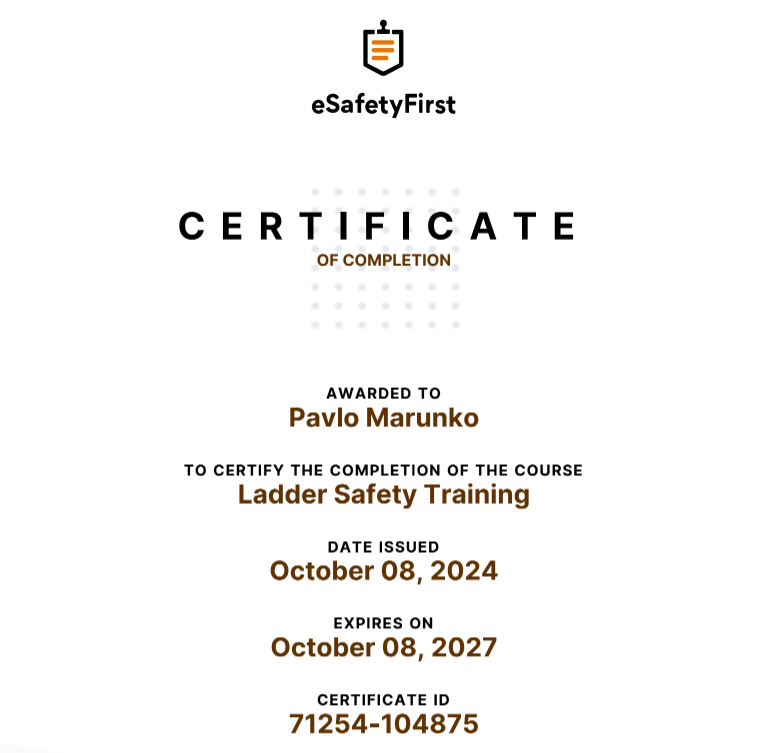 eSafetyFirst
CERTIFICATE
OF COMPLETION
AWARDED TO
Pavlo Marunko
TO CERTIFY THE COMPLETION OF THE COURSE
Ladder Safety Training
DATE ISSUED
October 08, 2024
EXPIRES ON
October 08, 2027
CERTIFICATE ID
71254-104875